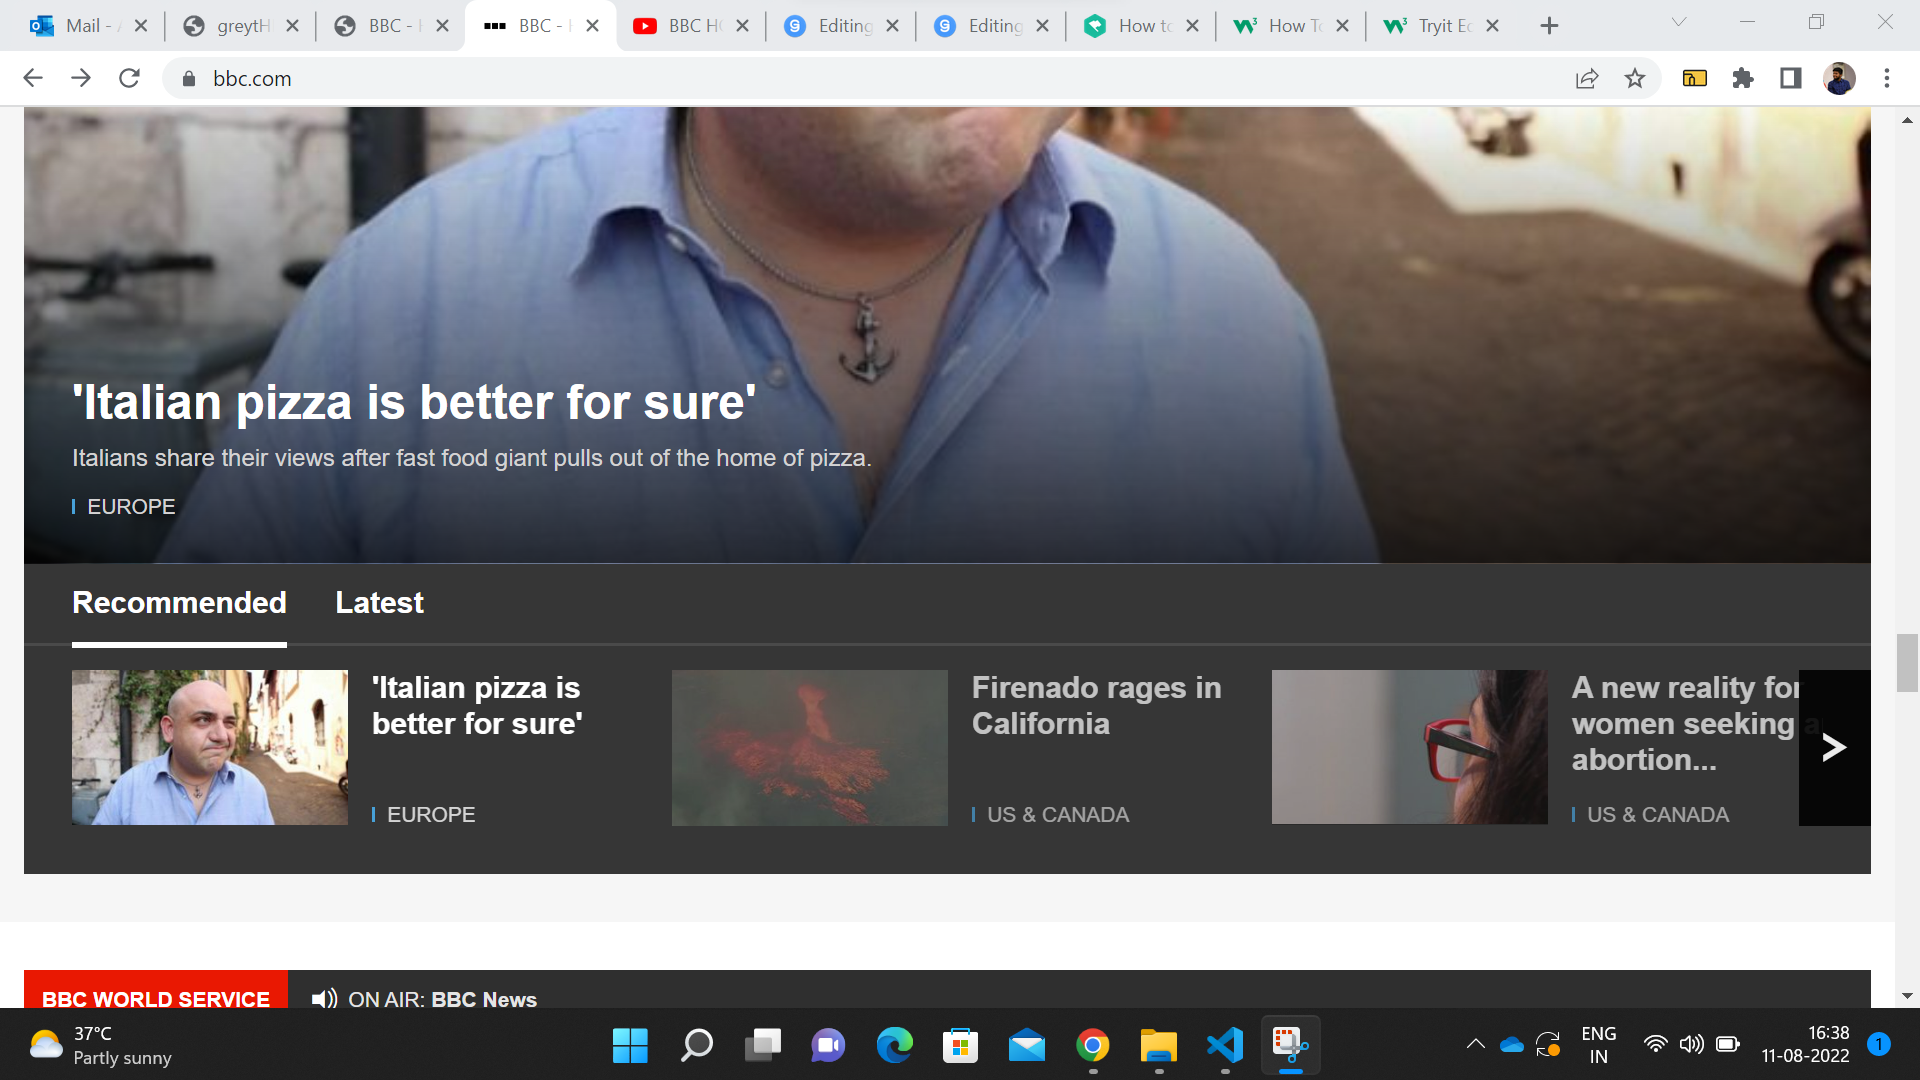 Mail - 
greytH
BBC -
BBC -
BBC HO
Editing
Editing
How to
How To
Tryit Ed
bbc.com
'Italian pizza is better for sure'
Italians share their views after fast food giant pulls out of the home of pizza.
EUROPE
Recommended
Latest
'Italian pizza is
better for sure'
EUROPE
Firenado rages in
California
US & CANADA
A new reality for
women seeking a
abortion...
US & CANADA
BBC WORLD SERVICE
ON AIR: BBC News
37°C
Partly sunny
ENG
IN
16:38
11-08-2022
1